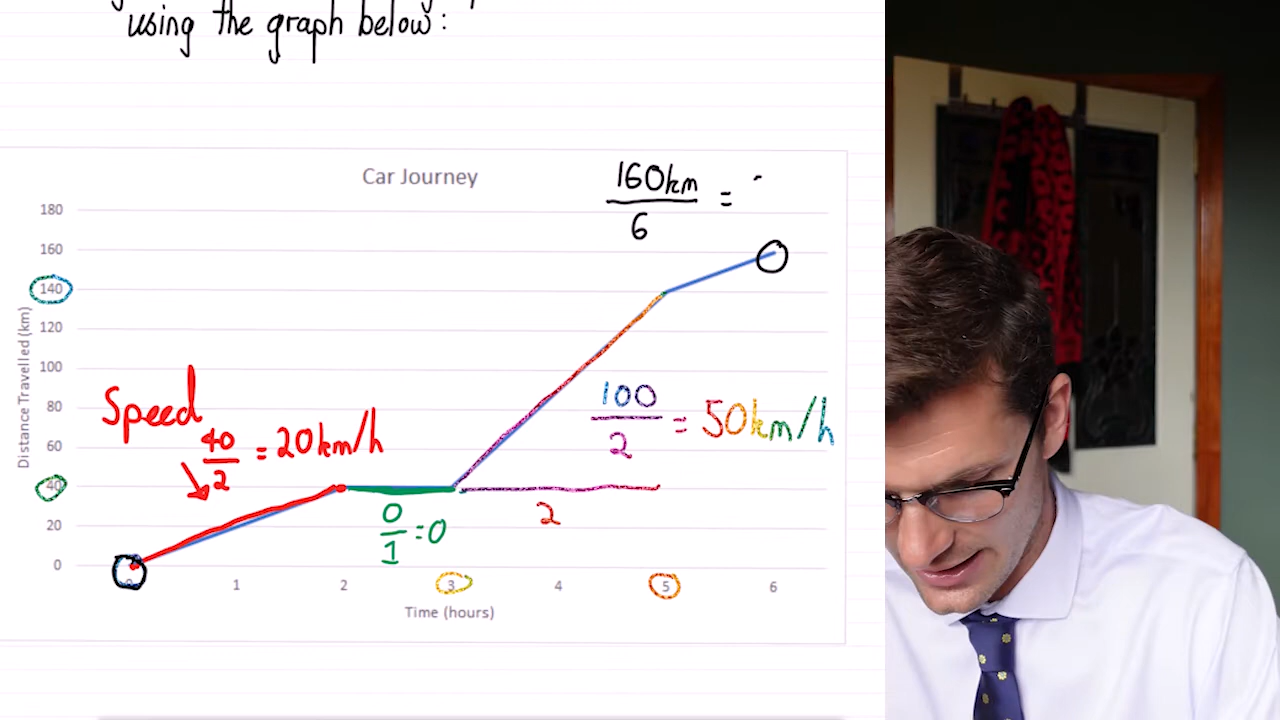 using the graph below:
Car Journey
160km
6
=
180
160
140
120
100
80
60
40
20
0
Distance Travelled (km)
Speed
40
2
= 20km/h
0
1
= 0
100
2
= 50km/h
2
0 1 2 3 4 5 6
Time (hours)